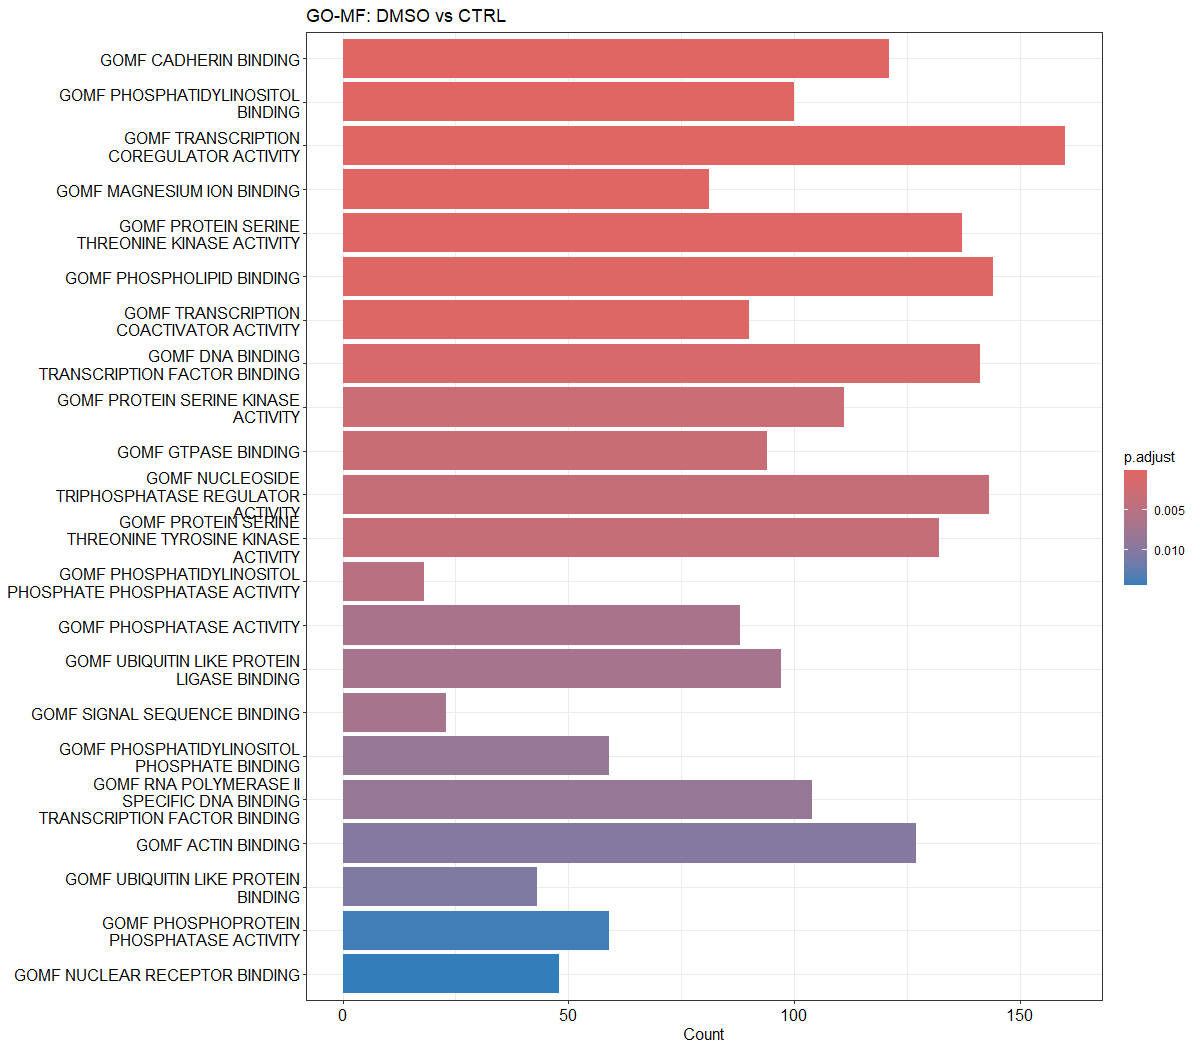 GO-MF: DMSO vs CTRL
GOMF CADHERIN BINDING
GOMF PHOSPHATIDYLINOSITOL
BINDING
GOMF TRANSCRIPTION
COREGULATOR ACTIVITY
GOMF MAGNESIUM ION BINDING
GOMF PROTEIN SERINE
THREONINE KINASE ACTIVITY
GOMF PHOSPHOLIPID BINDING
GOMF TRANSCRIPTION
COACTIVATOR ACTIVITY
GOMF DNA BINDING
TRANSCRIPTION FACTOR BINDING
GOMF PROTEIN SERINE KINASE
ACTIVITY
GOMF GTPASE BINDING
GOMF NUCLEOSIDE
TRIPHOSPHATASE REGULATOR
ACTIVITY
GOMF PROTEIN SERINE
THREONINE TYROSINE KINASE
ACTIVITY
GOMF PHOSPHATIDYLINOSITOL
PHOSPHATE PHOSPHATASE ACTIVITY
GOMF PHOSPHATASE ACTIVITY
GOMF UBIQUITIN LIKE PROTEIN
LIGASE BINDING
GOMF SIGNAL SEQUENCE BINDING
GOMF PHOSPHATIDYLINOSITOL
PHOSPHATE BINDING
GOMF RNA POLYMERASE II
SPECIFIC DNA BINDING
TRANSCRIPTION FACTOR BINDING
GOMF ACTIN BINDING
GOMF UBIQUITIN LIKE PROTEIN
BINDING
GOMF PHOSPHOPROTEIN
PHOSPHATASE ACTIVITY
GOMF NUCLEAR RECEPTOR BINDING
0 50 100 150
Count
p.adjust
0.005
0.010